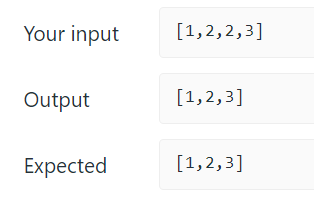 Your input [1,2,2,3]
Output [1,2,3]
Expected [1,2,3]